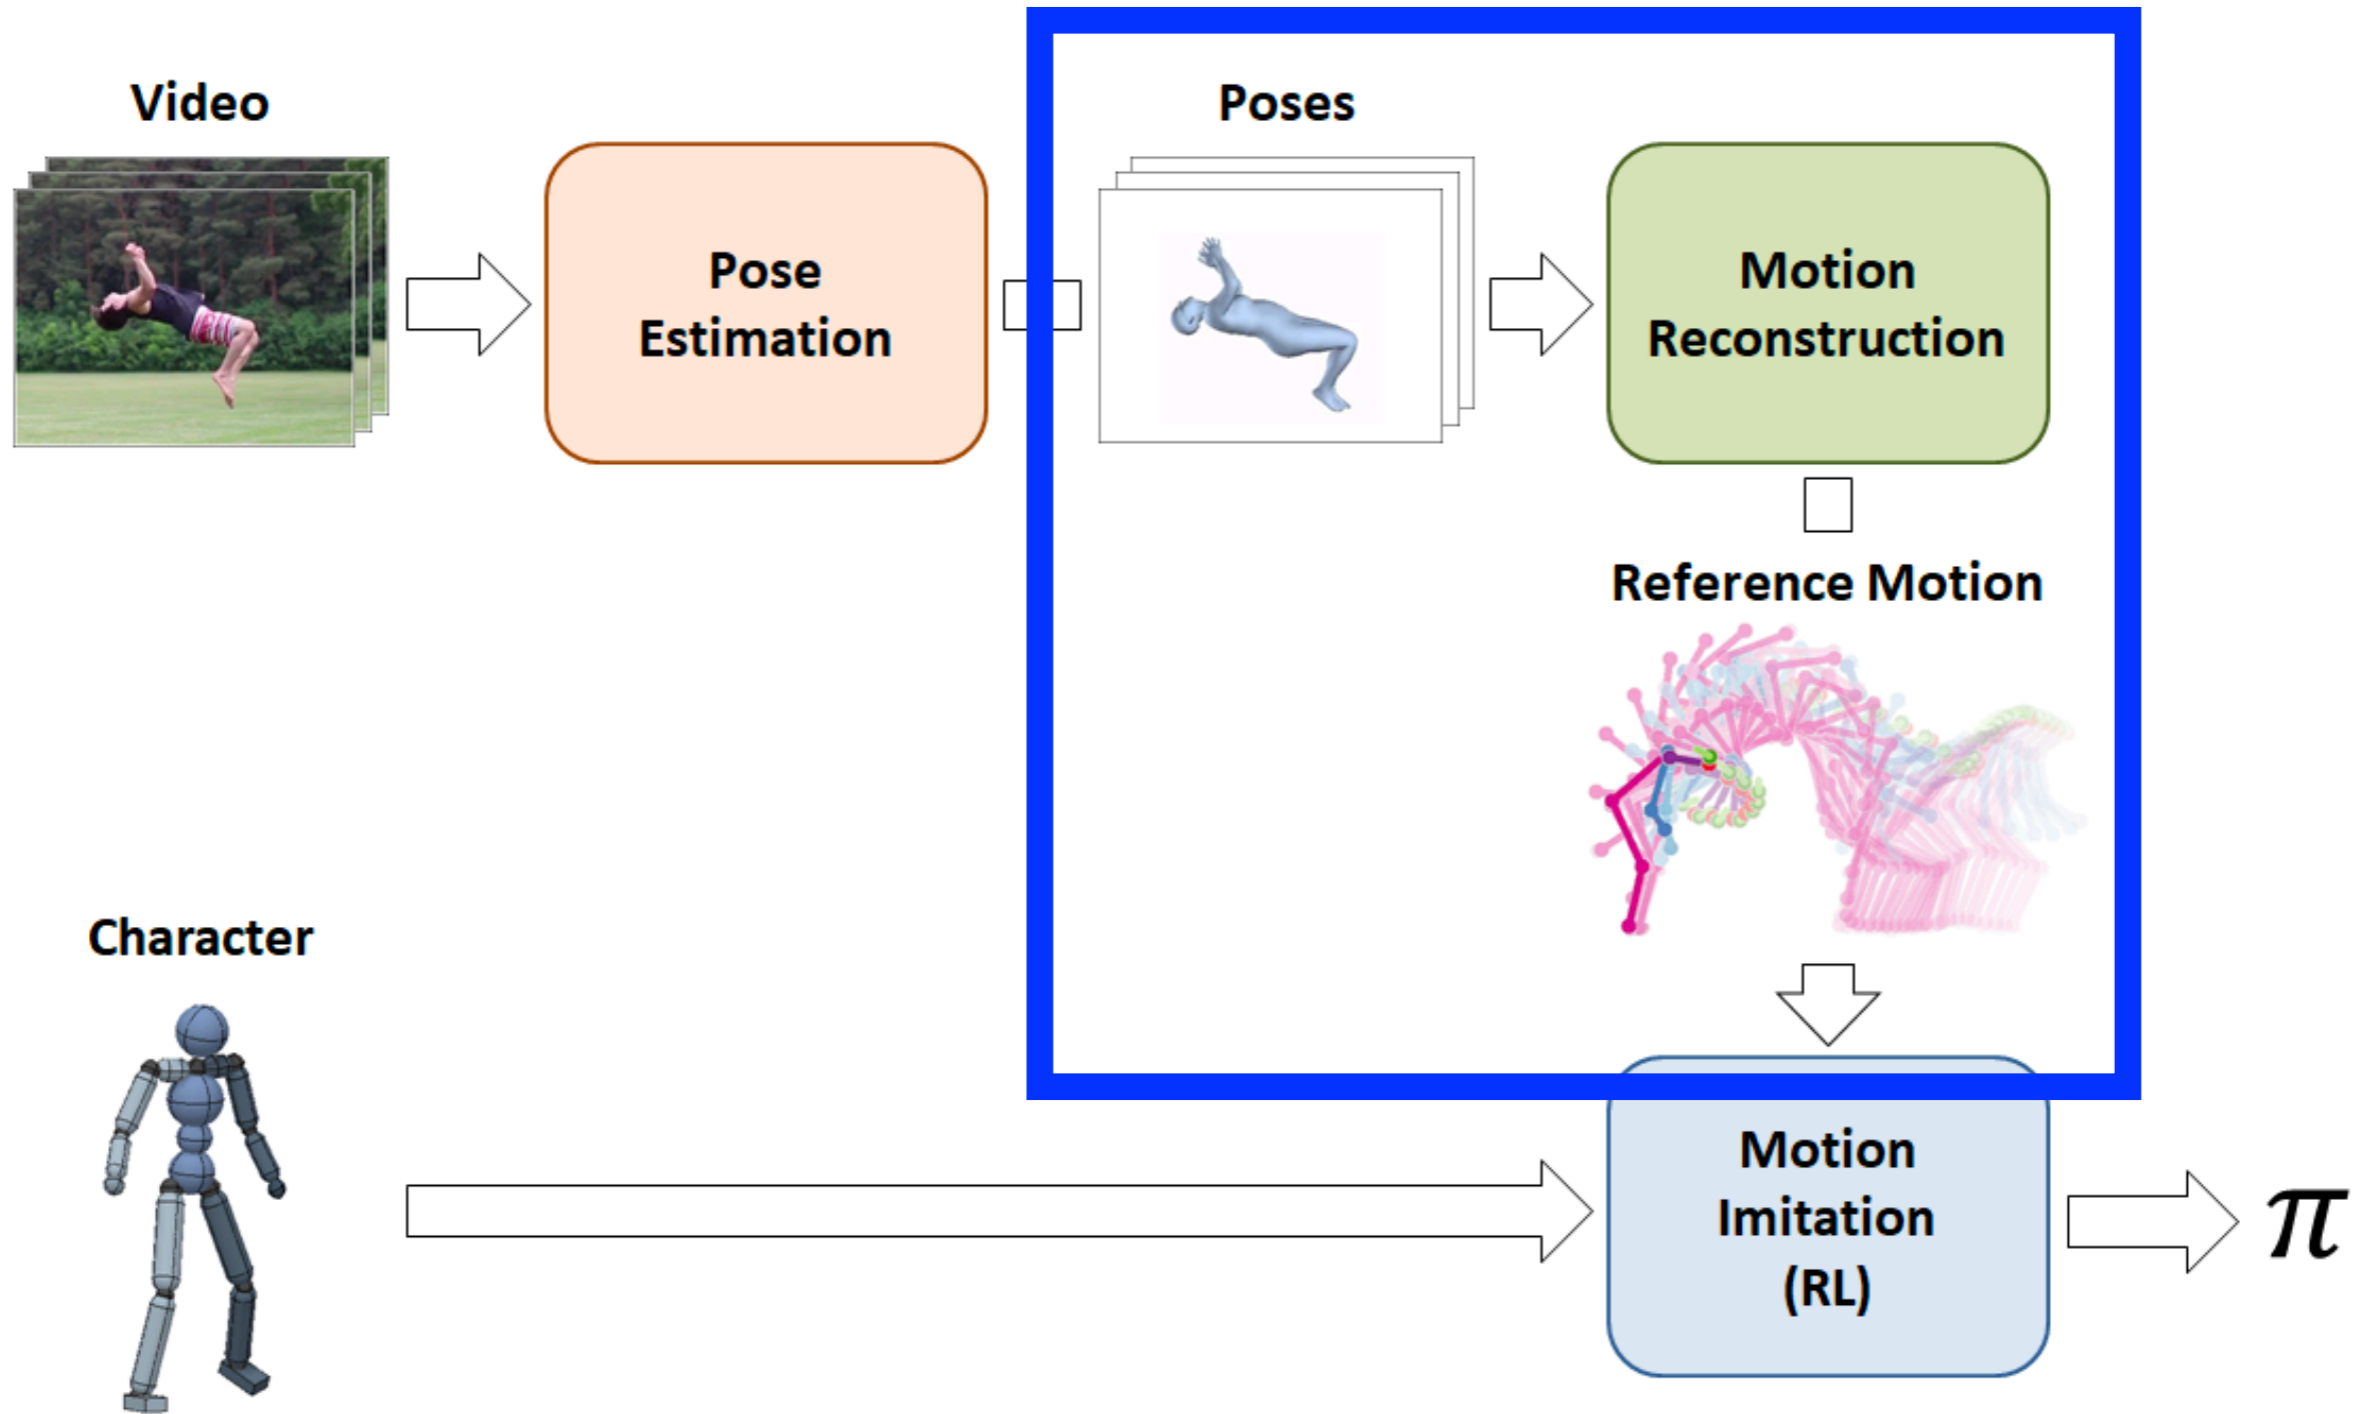 Video
Poses
Pose
Estimation
Motion
Reconstruction
Reference Motion
Character
Motion
Imitation
(RL)
π